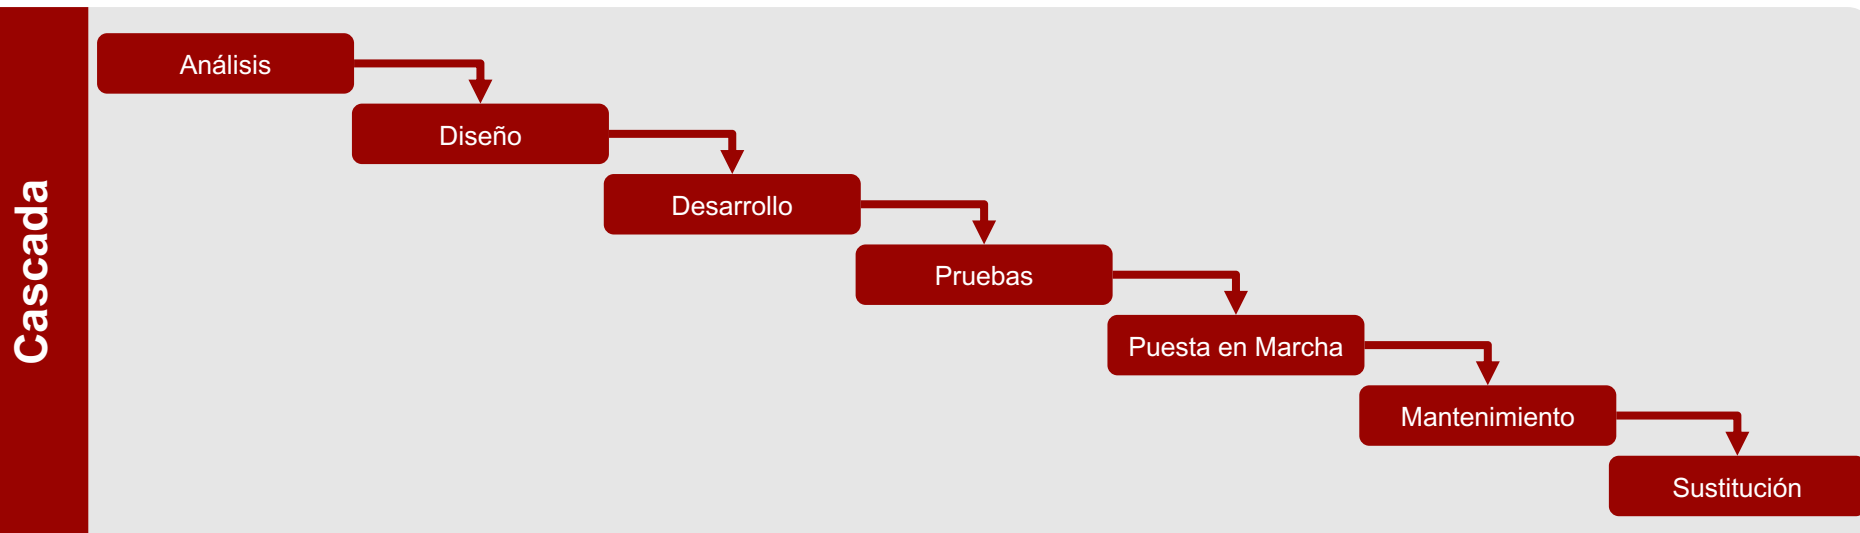 Cascada
Análisis
Diseño
Desarrollo
Pruebas
Puesta en Marcha
Mantenimiento
Sustitución